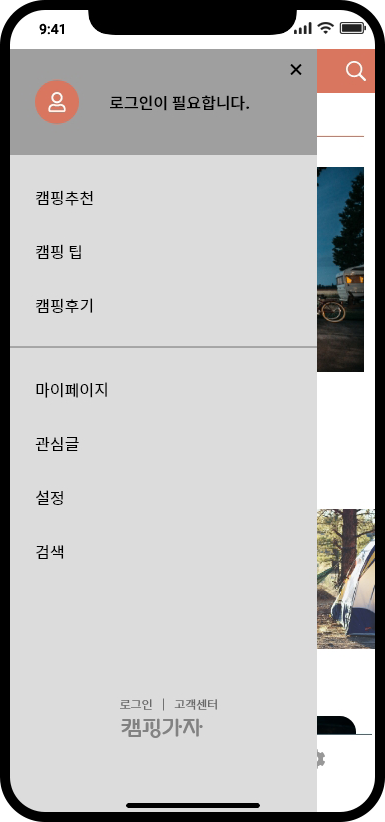 9:41
로그인이 필요합니다.
캠핑추천
캠핑 팁
캠핑후기
마이페이지
관심글
설정
검색
로그인 | 고객센터
캠핑가자